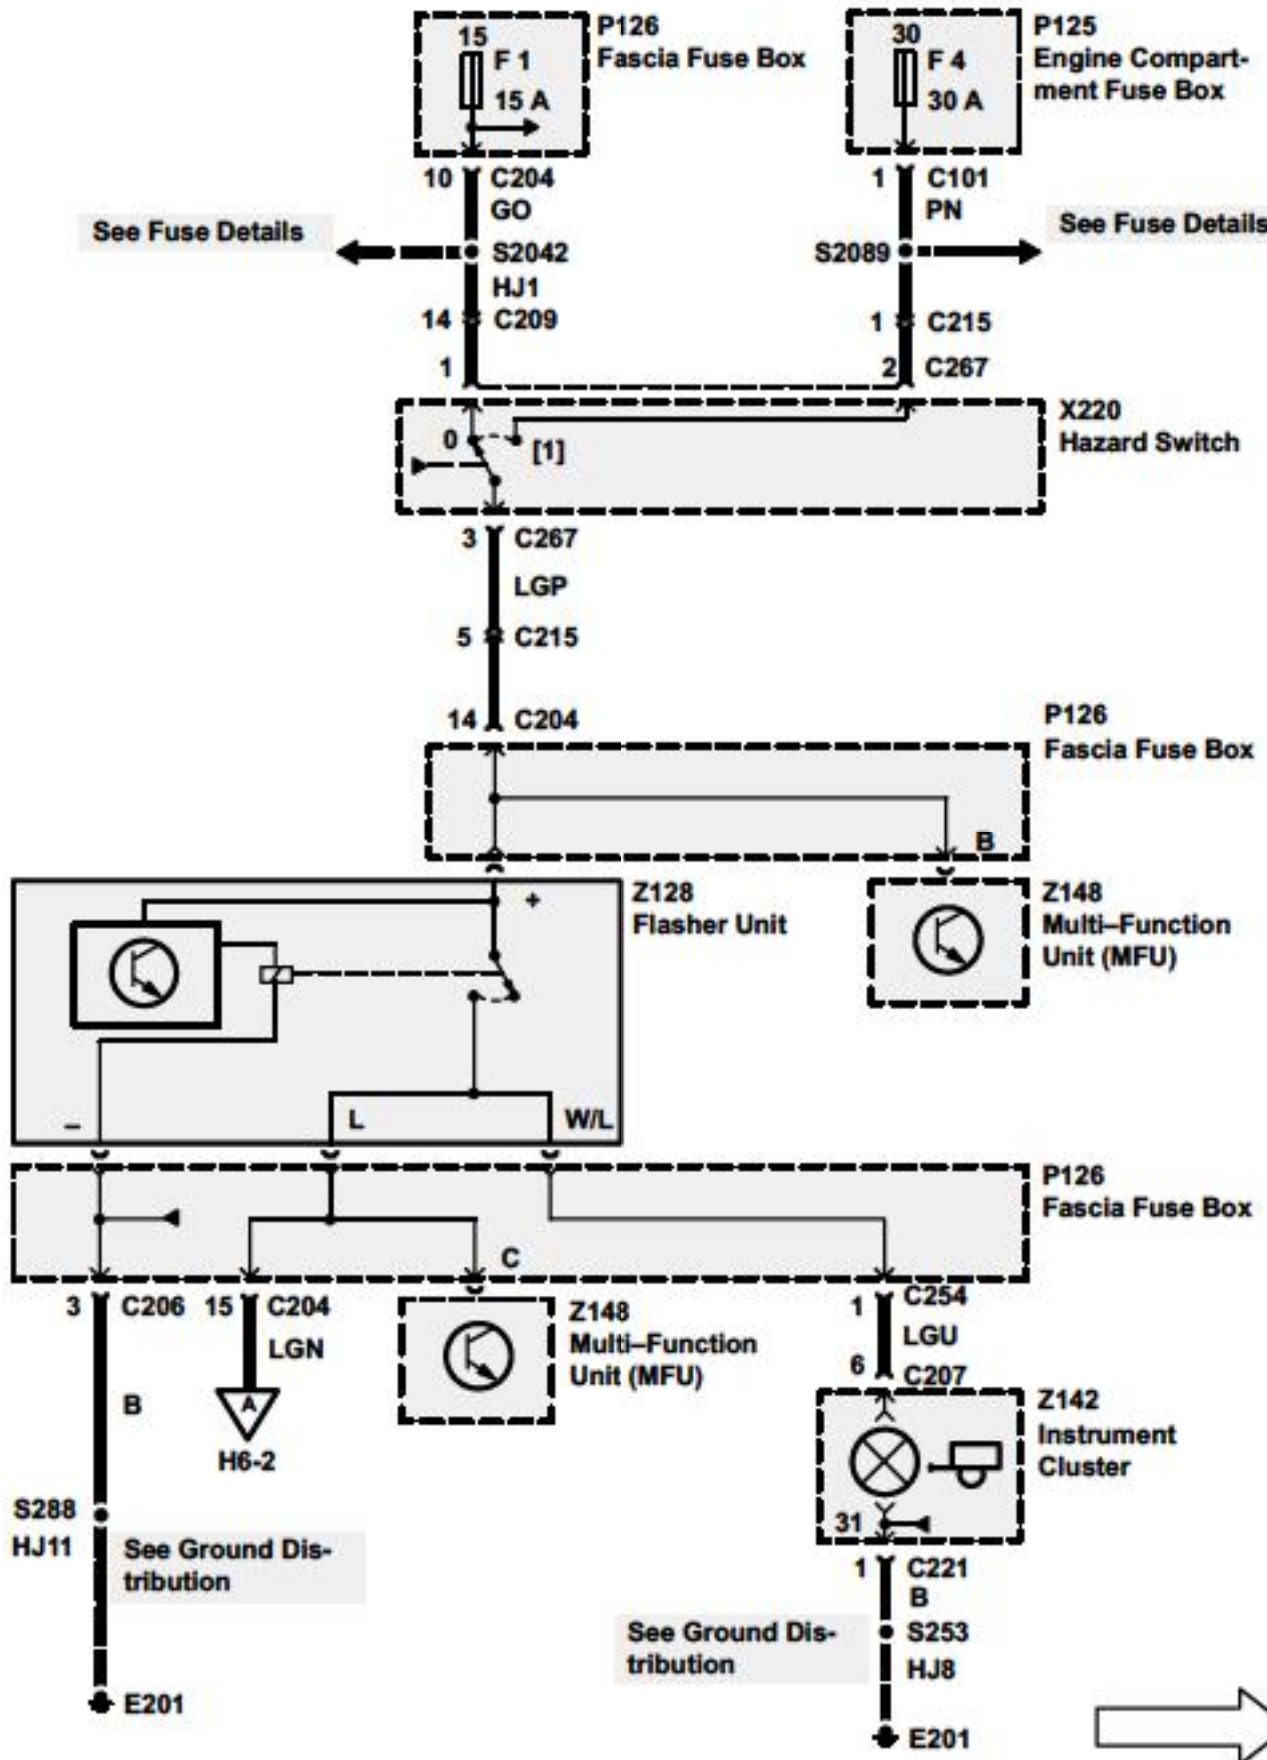 15
F 1
15 A
P126
Fascia Fuse Box
30
F 4
30 A
P125
Engine Compart-
ment Fuse Box
10 C204
GO
1 C101
PN
See Fuse Details
S2042
S2089
See Fuse Details
HJ1
14 C209
1 C215
1
2 C267
X220
Hazard Switch
0
[1]
3 C267
LGP
5 C215
14 C204
P126
Fascia Fuse Box
B
+
Z128
Flasher Unit
Z148
Multi–Function
Unit (MFU)
–
L
W/L
P126
Fascia Fuse Box
C
3 C206
15 C204
LGN
Z148
Multi–Function
Unit (MFU)
1 C254
LGU
6 C207
B
A
H6-2
Z142
Instrument
Cluster
S288
HJ11
See Ground Dis-
tribution
31
1 C221
B
See Ground Dis-
tribution
S253
HJ8
E201
E201